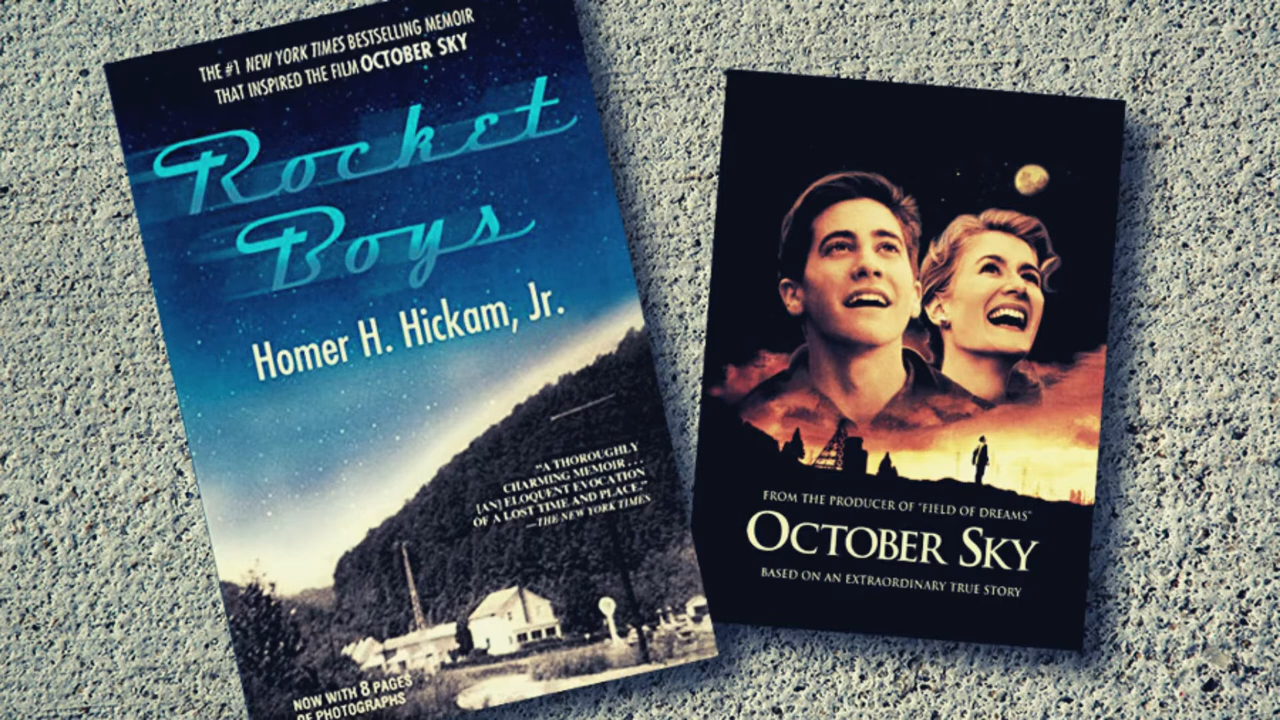 THE #1 NEW YORK TIMES BESTSELLING MEMOIR
THAT INSPIRED THE FILM OCTOBER SKY
Rocket
Boys
Homer H. Hickam, Jr.
"A THOROUGHLY
CHARMING MEMOIR . . .
[AN] ELOQUENT EVOCATION
OF A LOST TIME AND PLACE."
—THE NEW YORK TIMES
NOW WITH 8 PAGES
OF PHOTOGRAPHS
FROM THE PRODUCER OF "FIELD OF DREAMS"
OCTOBER SKY
BASED ON AN EXTRAORDINARY TRUE STORY